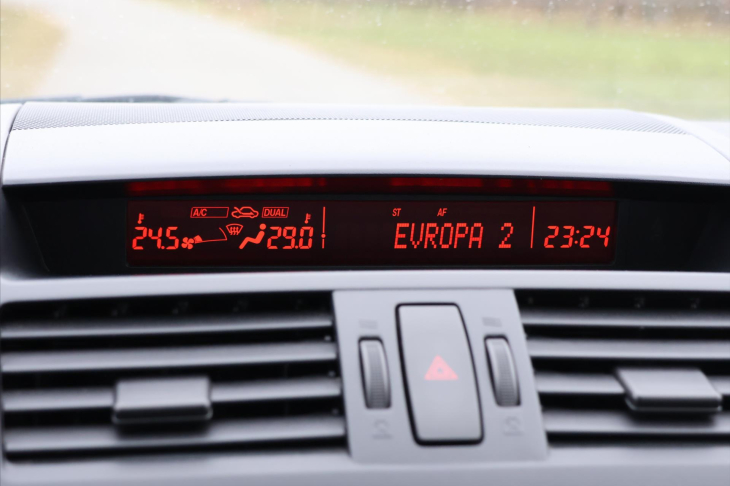 A/C DUAL ST AF
24.5 29.0 EVROPA 2 23:24